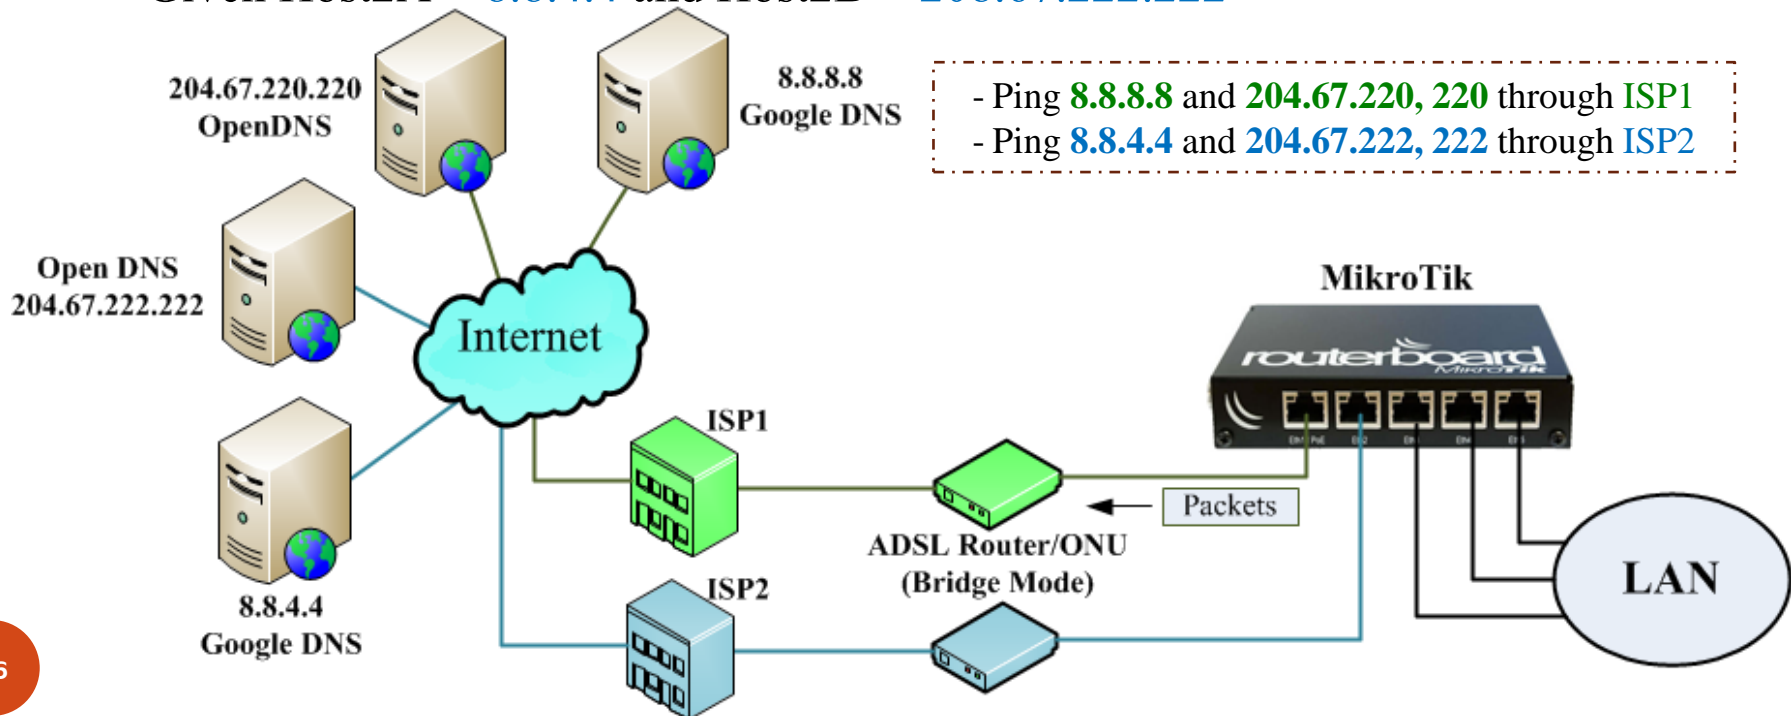 and
204.67.220.220
OpenDNS
8.8.8.8
Google DNS
- Ping 8.8.8.8 and 204.67.220, 220 through ISP1
- Ping 8.8.4.4 and 204.67.222, 222 through ISP2
Open DNS
204.67.222.222
Internet
MikroTik
routerboard
MikroTik
ISP1
Packets
ADSL Router/ONU
(Bridge Mode)
LAN
ISP2
8.8.4.4
Google DNS
6